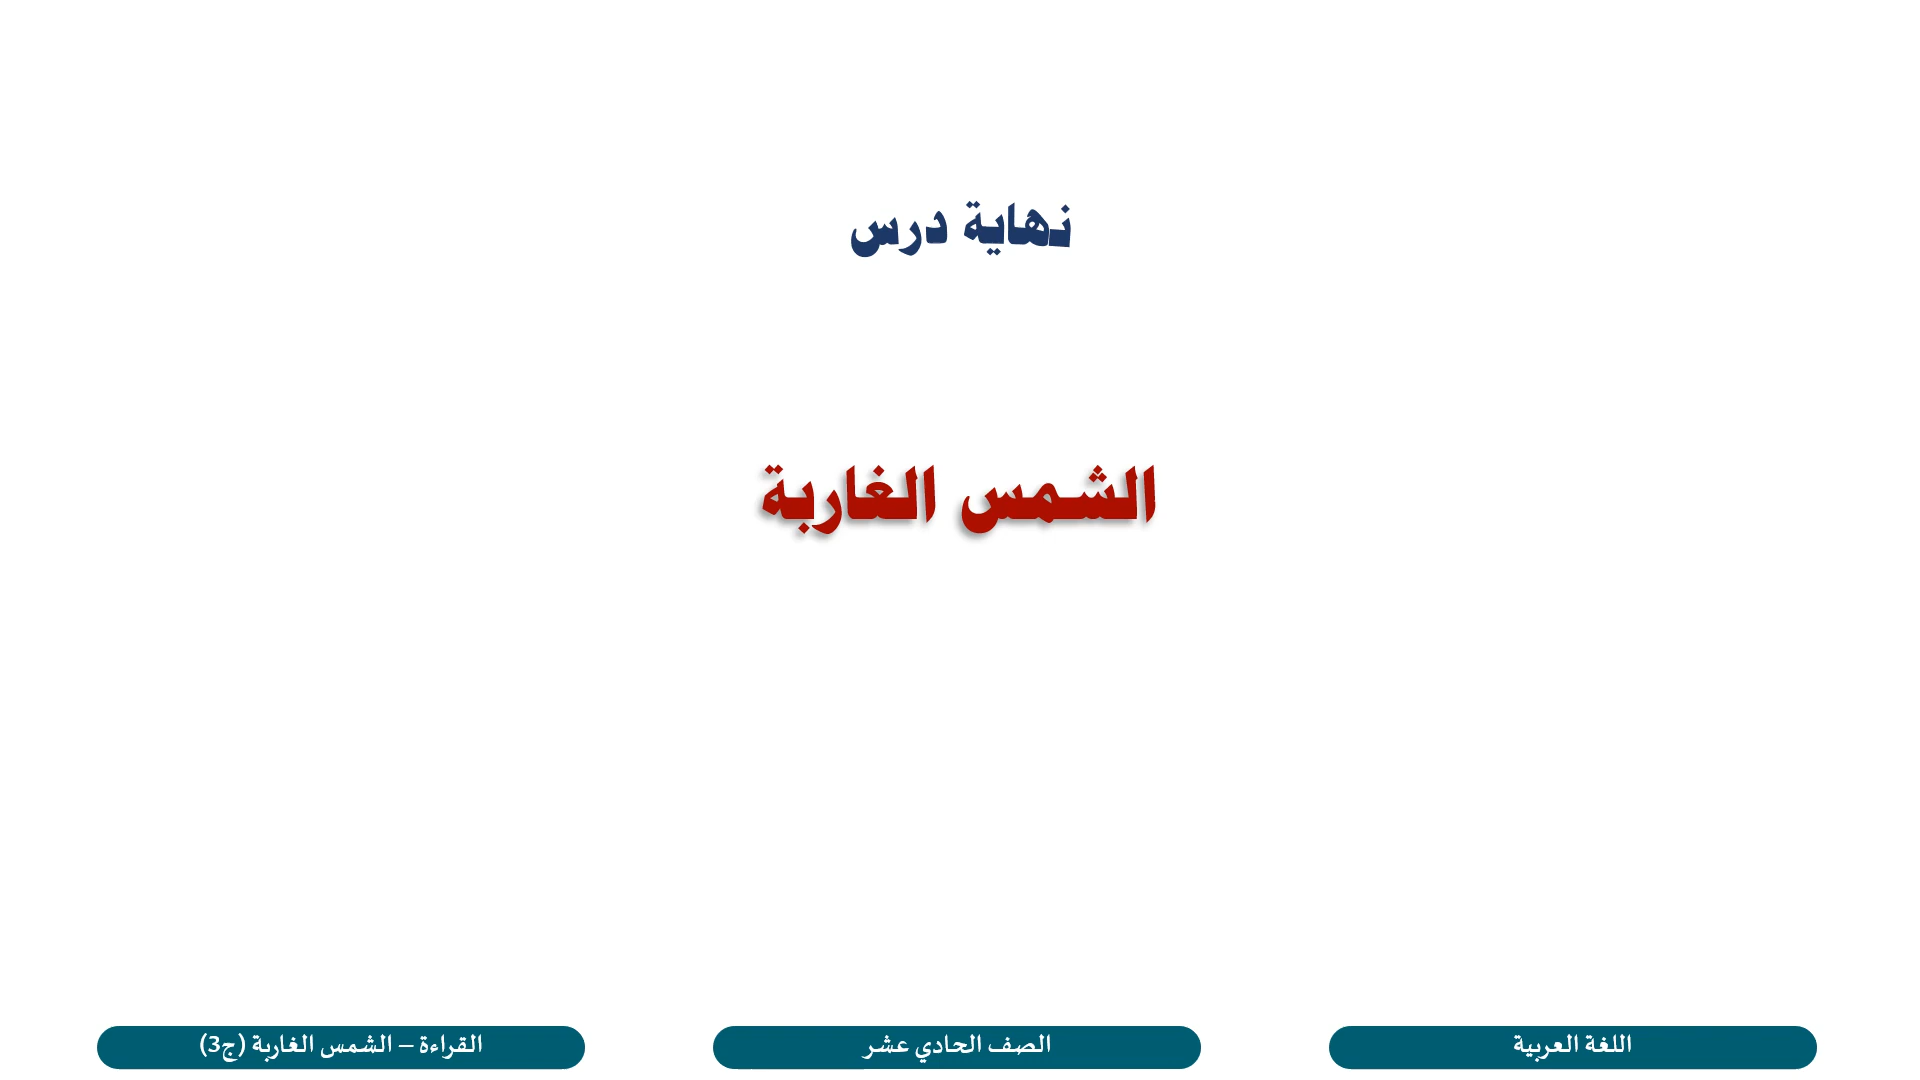 نهاية درس
الشمس الغاربة
اللغة العربية
الصف الحادي عشر
القراءة – الشمس الغاربة (ج3)